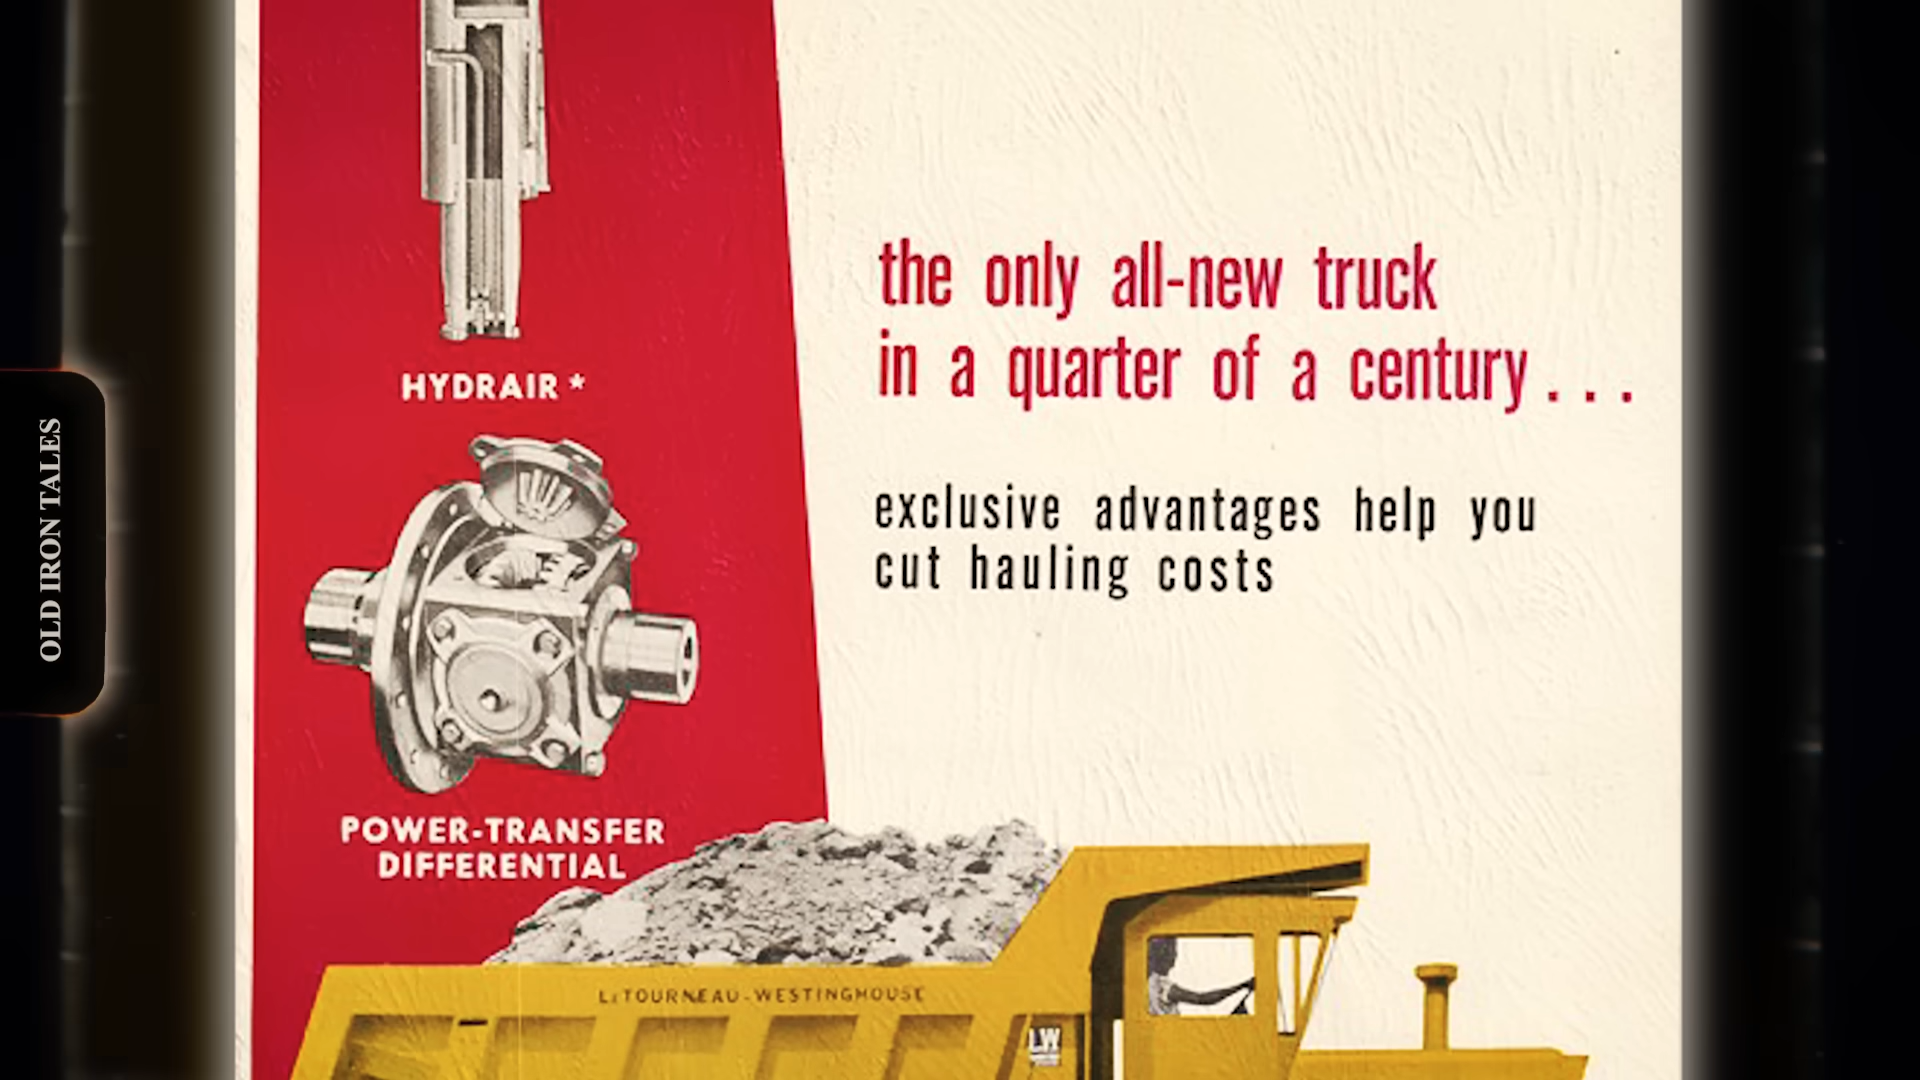 OLD IRON TALES
HYDRAIR *
POWER-TRANSFER
DIFFERENTIAL
the only all-new truck
in a quarter of a century...
exclusive advantages help you
cut hauling costs
LETOURNEAU-WESTINGHOUSE
LW